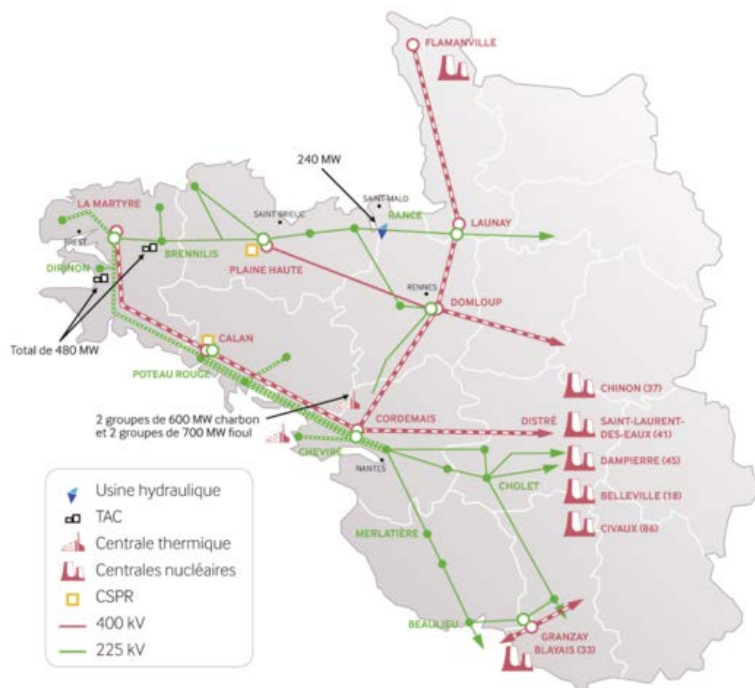 FLAMANVILLE
240 MW
SAINT-MALO
LA MARTYRE
SAINT-BRIEUC
RANCE
LAUNAY
BREST
BRENNILIS
DIRINON
PLAINE HAUTE
RENNES
DOMLOUP
Total de 480 MW
CALAN
POTEAU ROUGE
CHINON (37)
2 groupes de 600 MW charbon
et 2 groupes de 700 MW fioul
CORDEMAIS
DISTRÉ
SAINT-LAURENT-
DES-EAUX (41)
CHEVIRÉ
NANTES
DAMPIERRE (45)
CHOLET
BELLEVILLE (18)
MERLATIÈRE
CIVAUX (86)
BEAULIEU
GRANZAY
BLAYAIS (33)
Usine hydraulique
TAC
Centrale thermique
Centrales nucléaires
CSPR
400 kV
225 kV